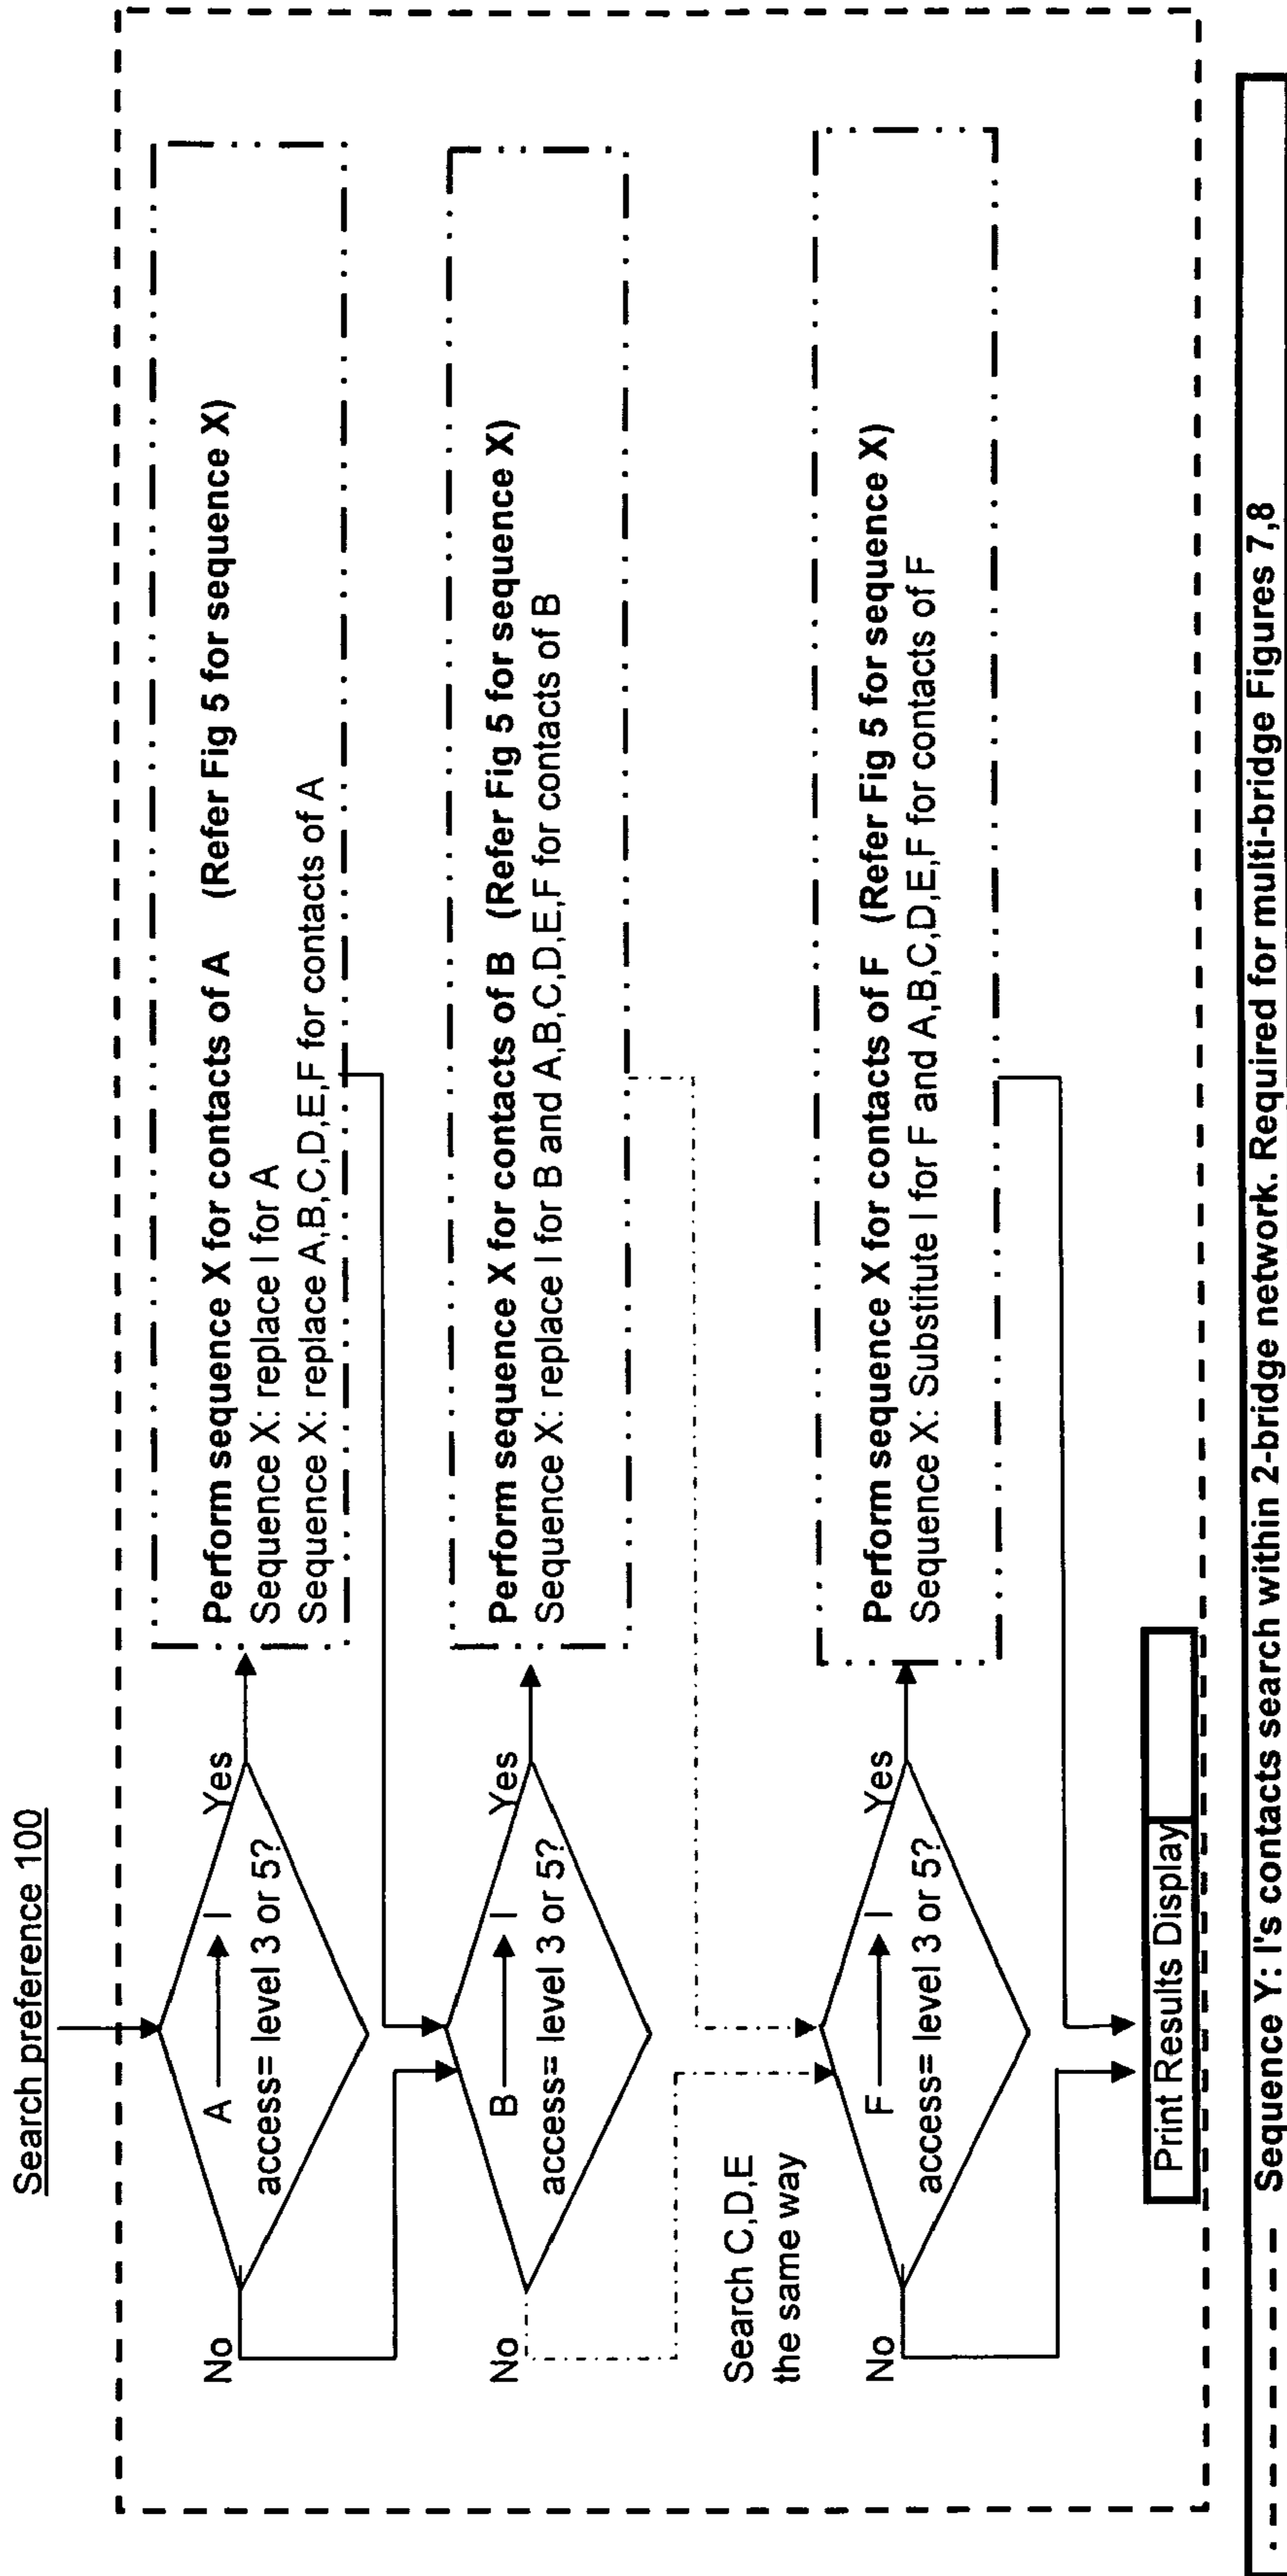 Search preference 100
A I
access= level 3 or 5?
Yes
No
Perform sequence X for contacts of A (Refer Fig 5 for sequence X)
Sequence X: replace I for A
Sequence X: replace A,B,C,D,E,F for contacts of A
B I
access= level 3 or 5?
Yes
No
Perform sequence X for contacts of B (Refer Fig 5 for sequence X)
Sequence X: replace I for B and A,B,C,D,E,F for contacts of B
Search C,D,E
the same way
F I
access= level 3 or 5?
Yes
No
Perform sequence X for contacts of F (Refer Fig 5 for sequence X)
Sequence X: Substitute I for F and A,B,C,D,E,F for contacts of F
Print Results Display
Sequence Y: I's contacts search within 2-bridge network. Required for multi-bridge Figures 7,8